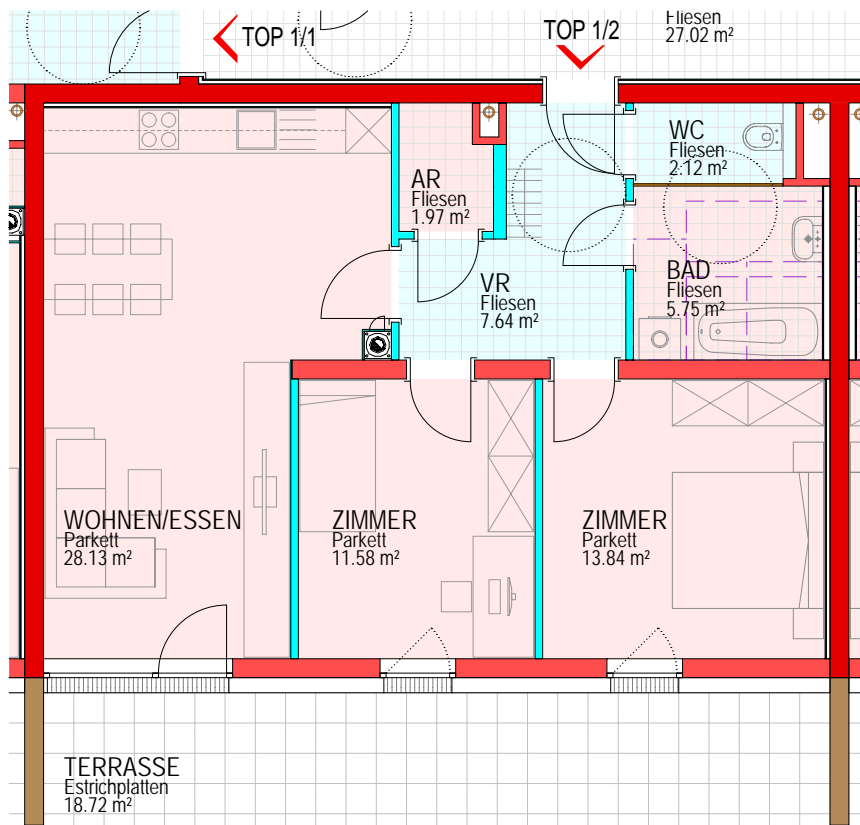 Fliesen
27.02 m²
TOP 1/1
TOP 1/2
WC
Fliesen
2.12 m²
AR
Fliesen
1.97 m²
VR
Fliesen
7.64 m²
BAD
Fliesen
5.75 m²
WOHNEN/ESSEN
Parkett
28.13 m²
ZIMMER
Parkett
11.58 m²
ZIMMER
Parkett
13.84 m²
TERRASSE
Estrichplatten
18.72 m²